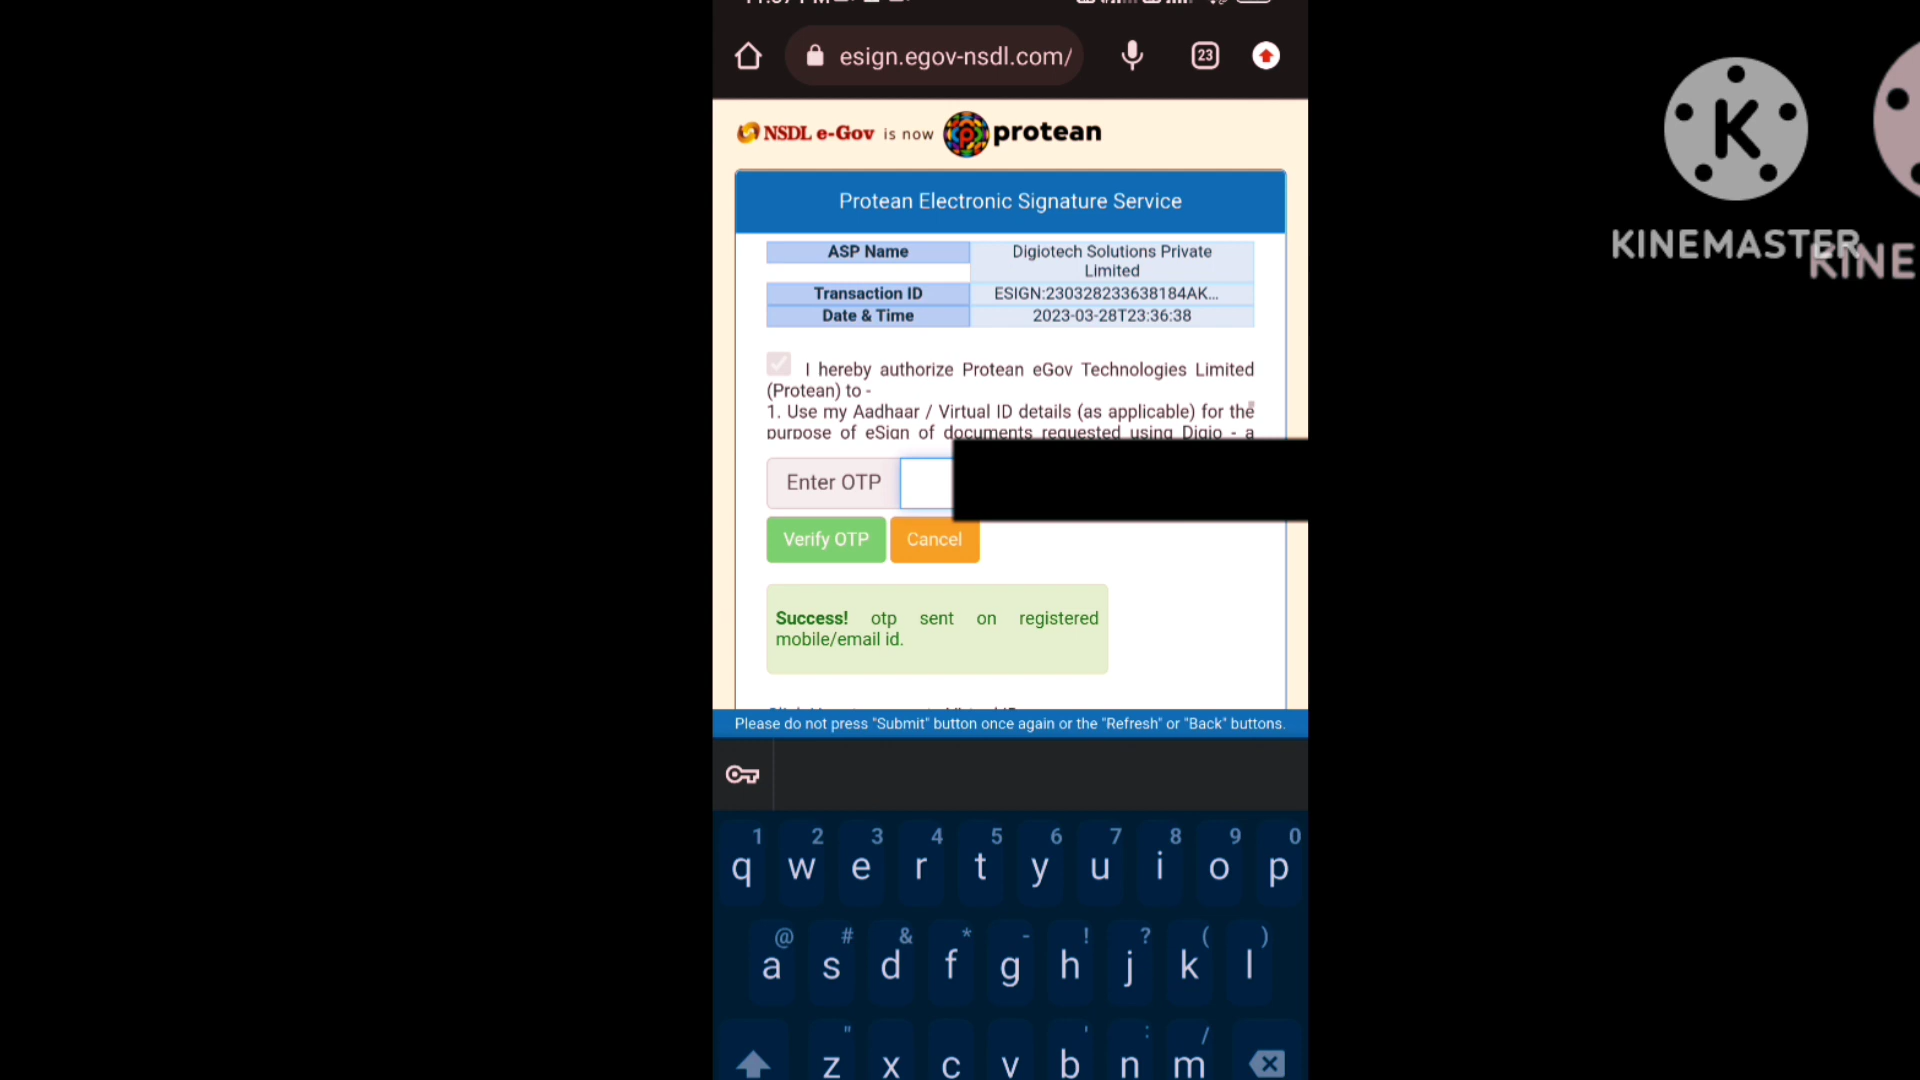 esign.egov-nsdl.com/
23
NSDL e-Gov is now protean
Protean Electronic Signature Service
ASP Name
Digiotech Solutions Private
Limited
Transaction ID
ESIGN:230328233638184AK...
Date & Time
2023-03-28T23:36:38
I hereby authorize Protean eGov Technologies Limited
(Protean) to -
1. Use my Aadhaar / Virtual ID details (as applicable) for the
purpose of eSign of documents requested using Digio - a
Enter OTP
Verify OTP
Cancel
Success! otp sent on registered
mobile/email id.
Please do not press "Submit" button once again or the "Refresh" or "Back" buttons.
1 2 3 4 5 6 7 8 9 0
q w e r t y u i o p
@ # & * - ! ? ( )
a s d f g h j k l
" ' : /
z x c v b n m
K
KINEMASTER
KINE